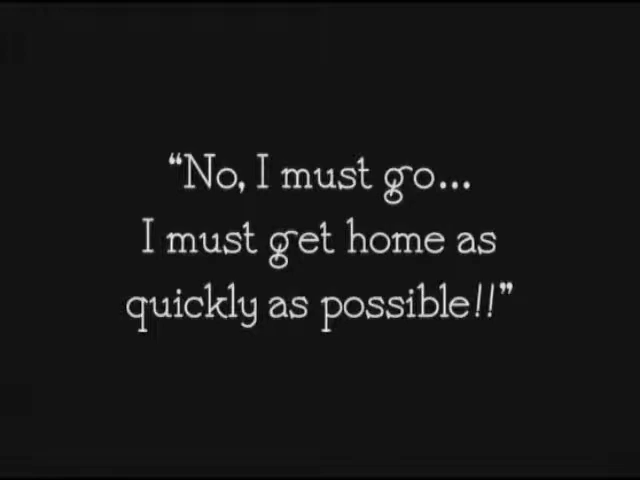 “No, I must go...
I must get home as
quickly as possible!!”